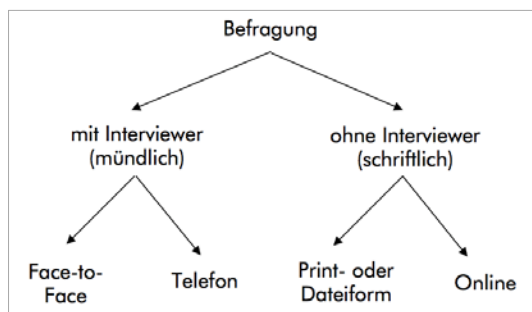 Befragung
mit Interviewer
(mündlich)
ohne Interviewer
(schriftlich)
Face-to-
Face
Telefon
Print- oder
Dateiform
Online